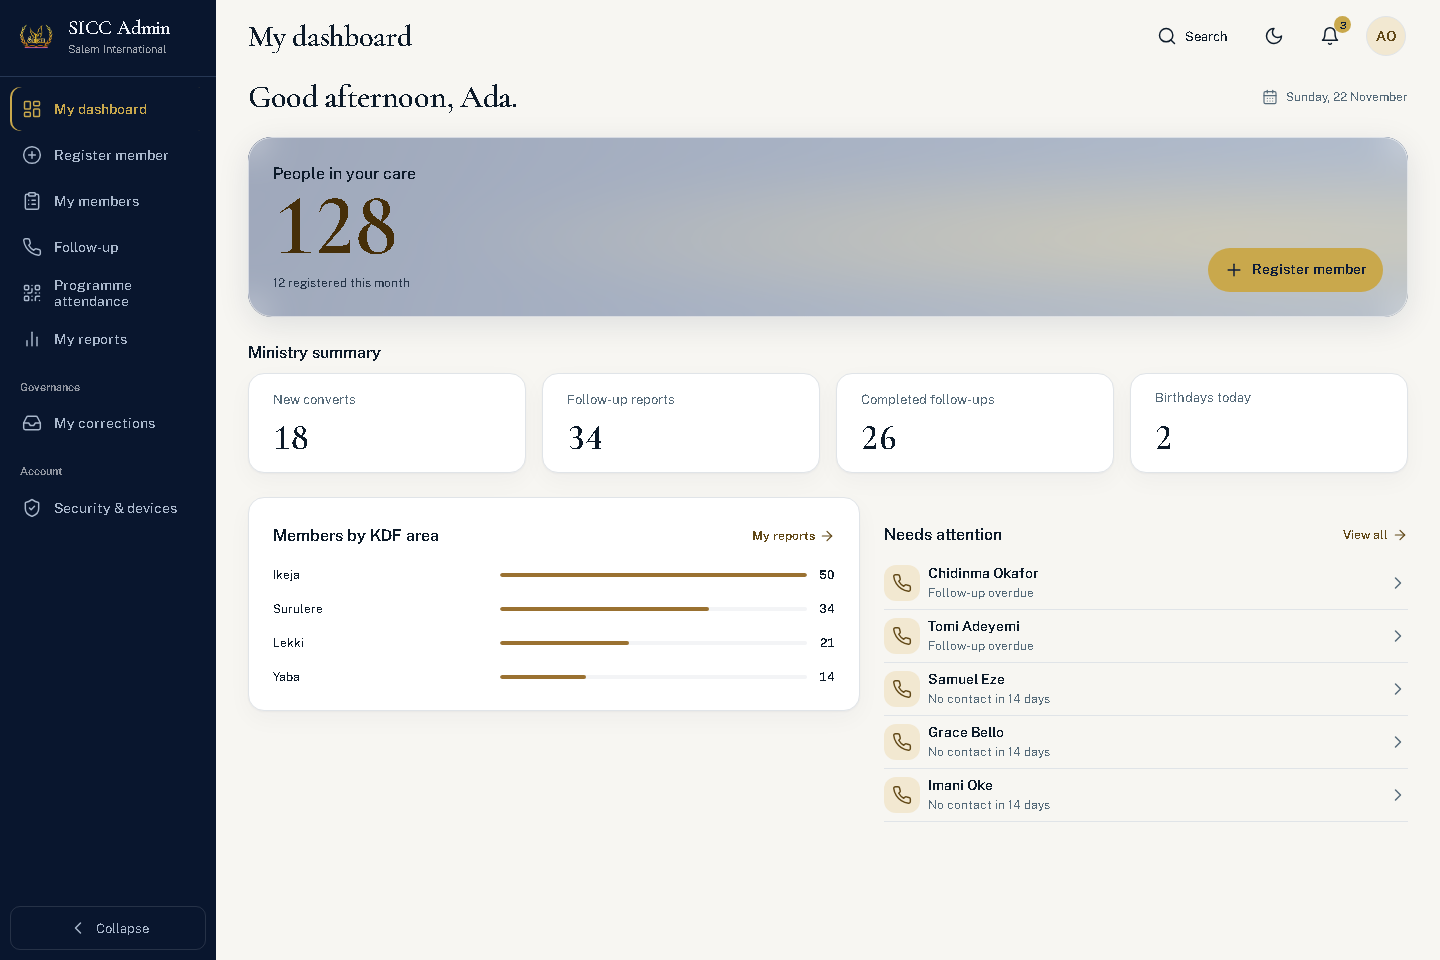 SICC Admin
Salem International
My dashboard
Register member
My members
Follow-up
Programme
attendance
My reports
Governance
My corrections
Account
Security & devices
Collapse
My dashboard
Search
3
AO
Good afternoon, Ada.
Sunday, 22 November
People in your care
128
12 registered this month
Register member
Ministry summary
New converts
18
Follow-up reports
34
Completed follow-ups
26
Birthdays today
2
Members by KDF area
My reports
Ikeja 50
Surulere 34
Lekki 21
Yaba 14
Needs attention
View all
Chidinma Okafor
Follow-up overdue
Tomi Adeyemi
Follow-up overdue
Samuel Eze
No contact in 14 days
Grace Bello
No contact in 14 days
Imani Oke
No contact in 14 days